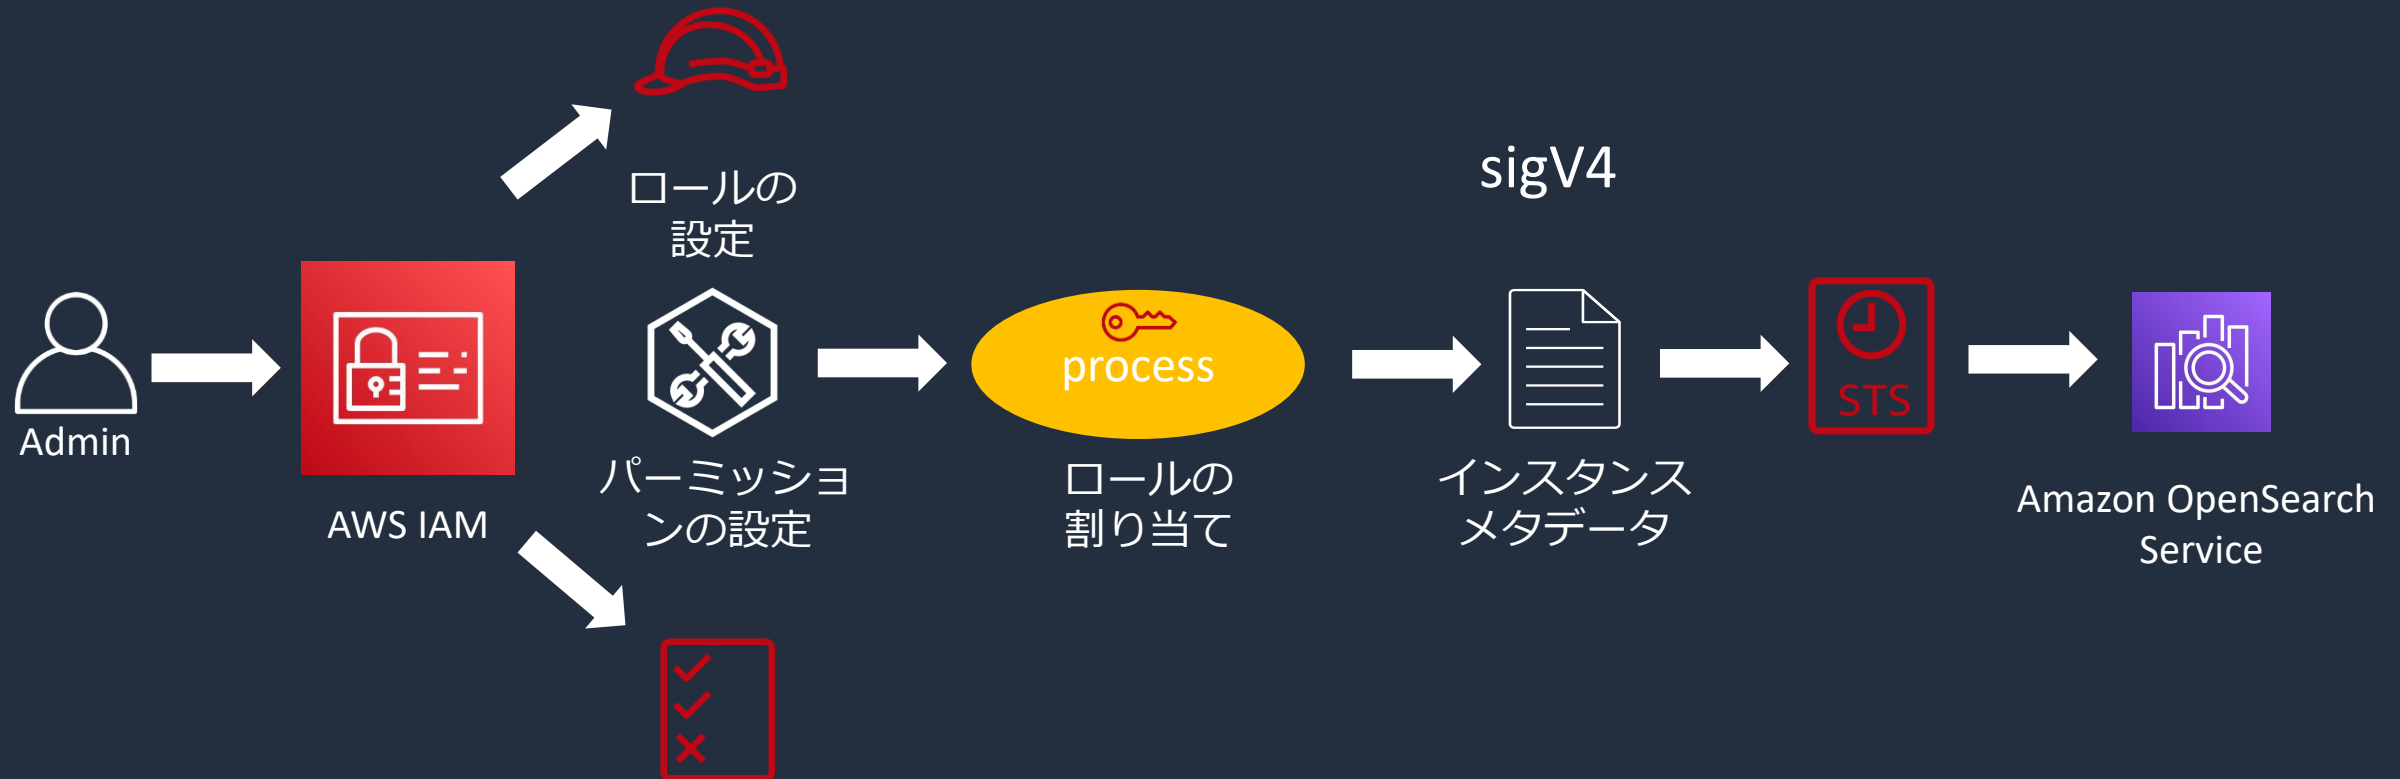 Admin
AWS IAM
ロールの
設定
パーミッショ
ンの設定
process
ロールの
割り当て
sigV4
インスタンス
メタデータ
STS
Amazon OpenSearch
Service